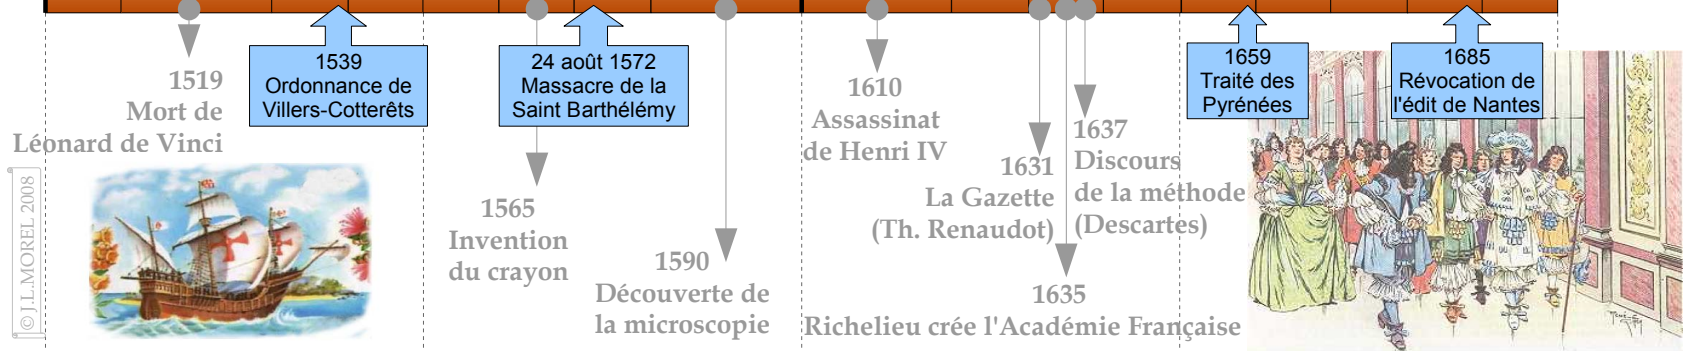 1519
Mort de
Léonard de Vinci
1539
Ordonnance de
Villers-Cotterêts
1565
Invention
du crayon
24 août 1572
Massacre de la
Saint Barthélémy
1590
Découverte de
la microscopie
1610
Assassinat
de Henri IV
1631
La Gazette
(Th. Renaudot)
1635
Richelieu crée l'Académie Française
1637
Discours
de la méthode
(Descartes)
1659
Traité des
Pyrénées
1685
Révocation de
l'édit de Nantes
© J.L.MOREL 2008